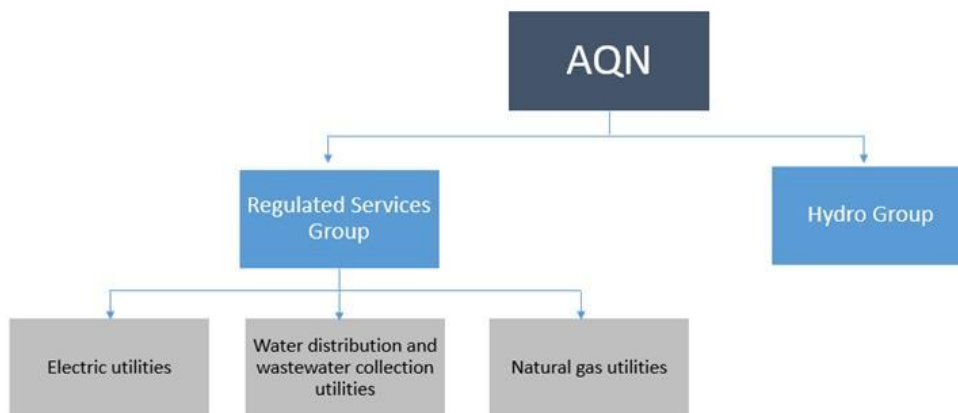 AQN
Regulated Services
Group
Hydro Group
Electric utilities
Water distribution and
wastewater collection
utilities
Natural gas utilities